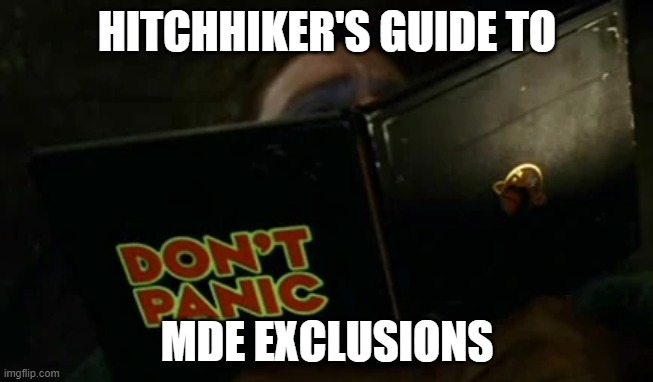 HITCHHIKER'S GUIDE TO
DON'T
PANIC
MDE EXCLUSIONS
imgflip.com